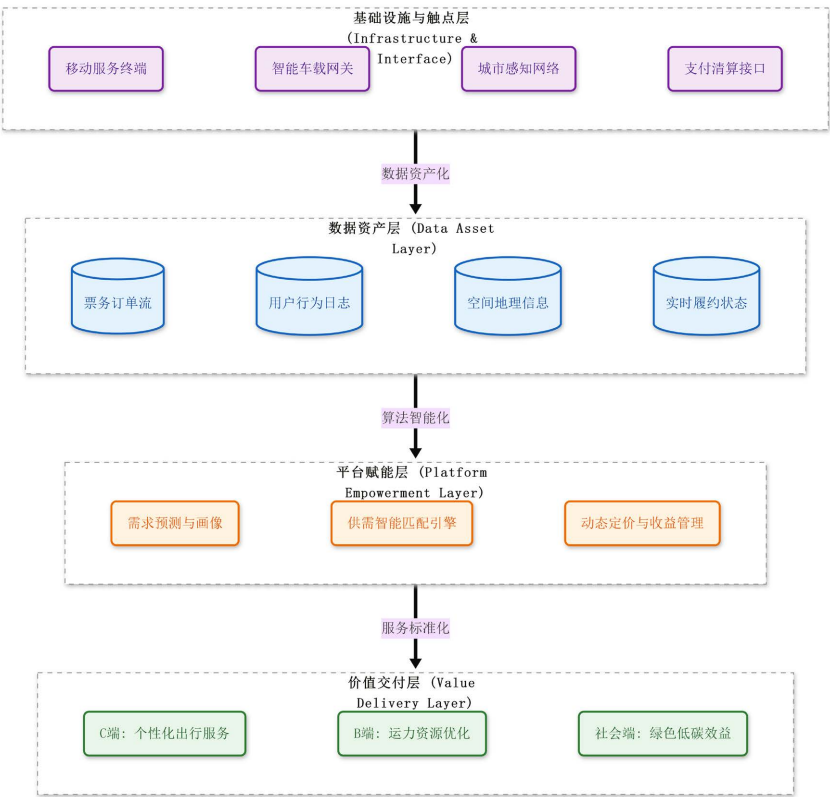 基础设施与触点层
(Infrastructure &
Interface)
移动服务终端
智能车载网关
城市感知网络
支付清算接口
数据资产化
数据资产层 (Data Asset
Layer)
票务订单流
用户行为日志
空间地理信息
实时履约状态
算法智能化
平台赋能层 (Platform
Empowerment Layer)
需求预测与画像
供需智能匹配引擎
动态定价与收益管理
服务标准化
价值交付层 (Value
Delivery Layer)
C端: 个性化出行服务
B端: 运力资源优化
社会端: 绿色低碳效益